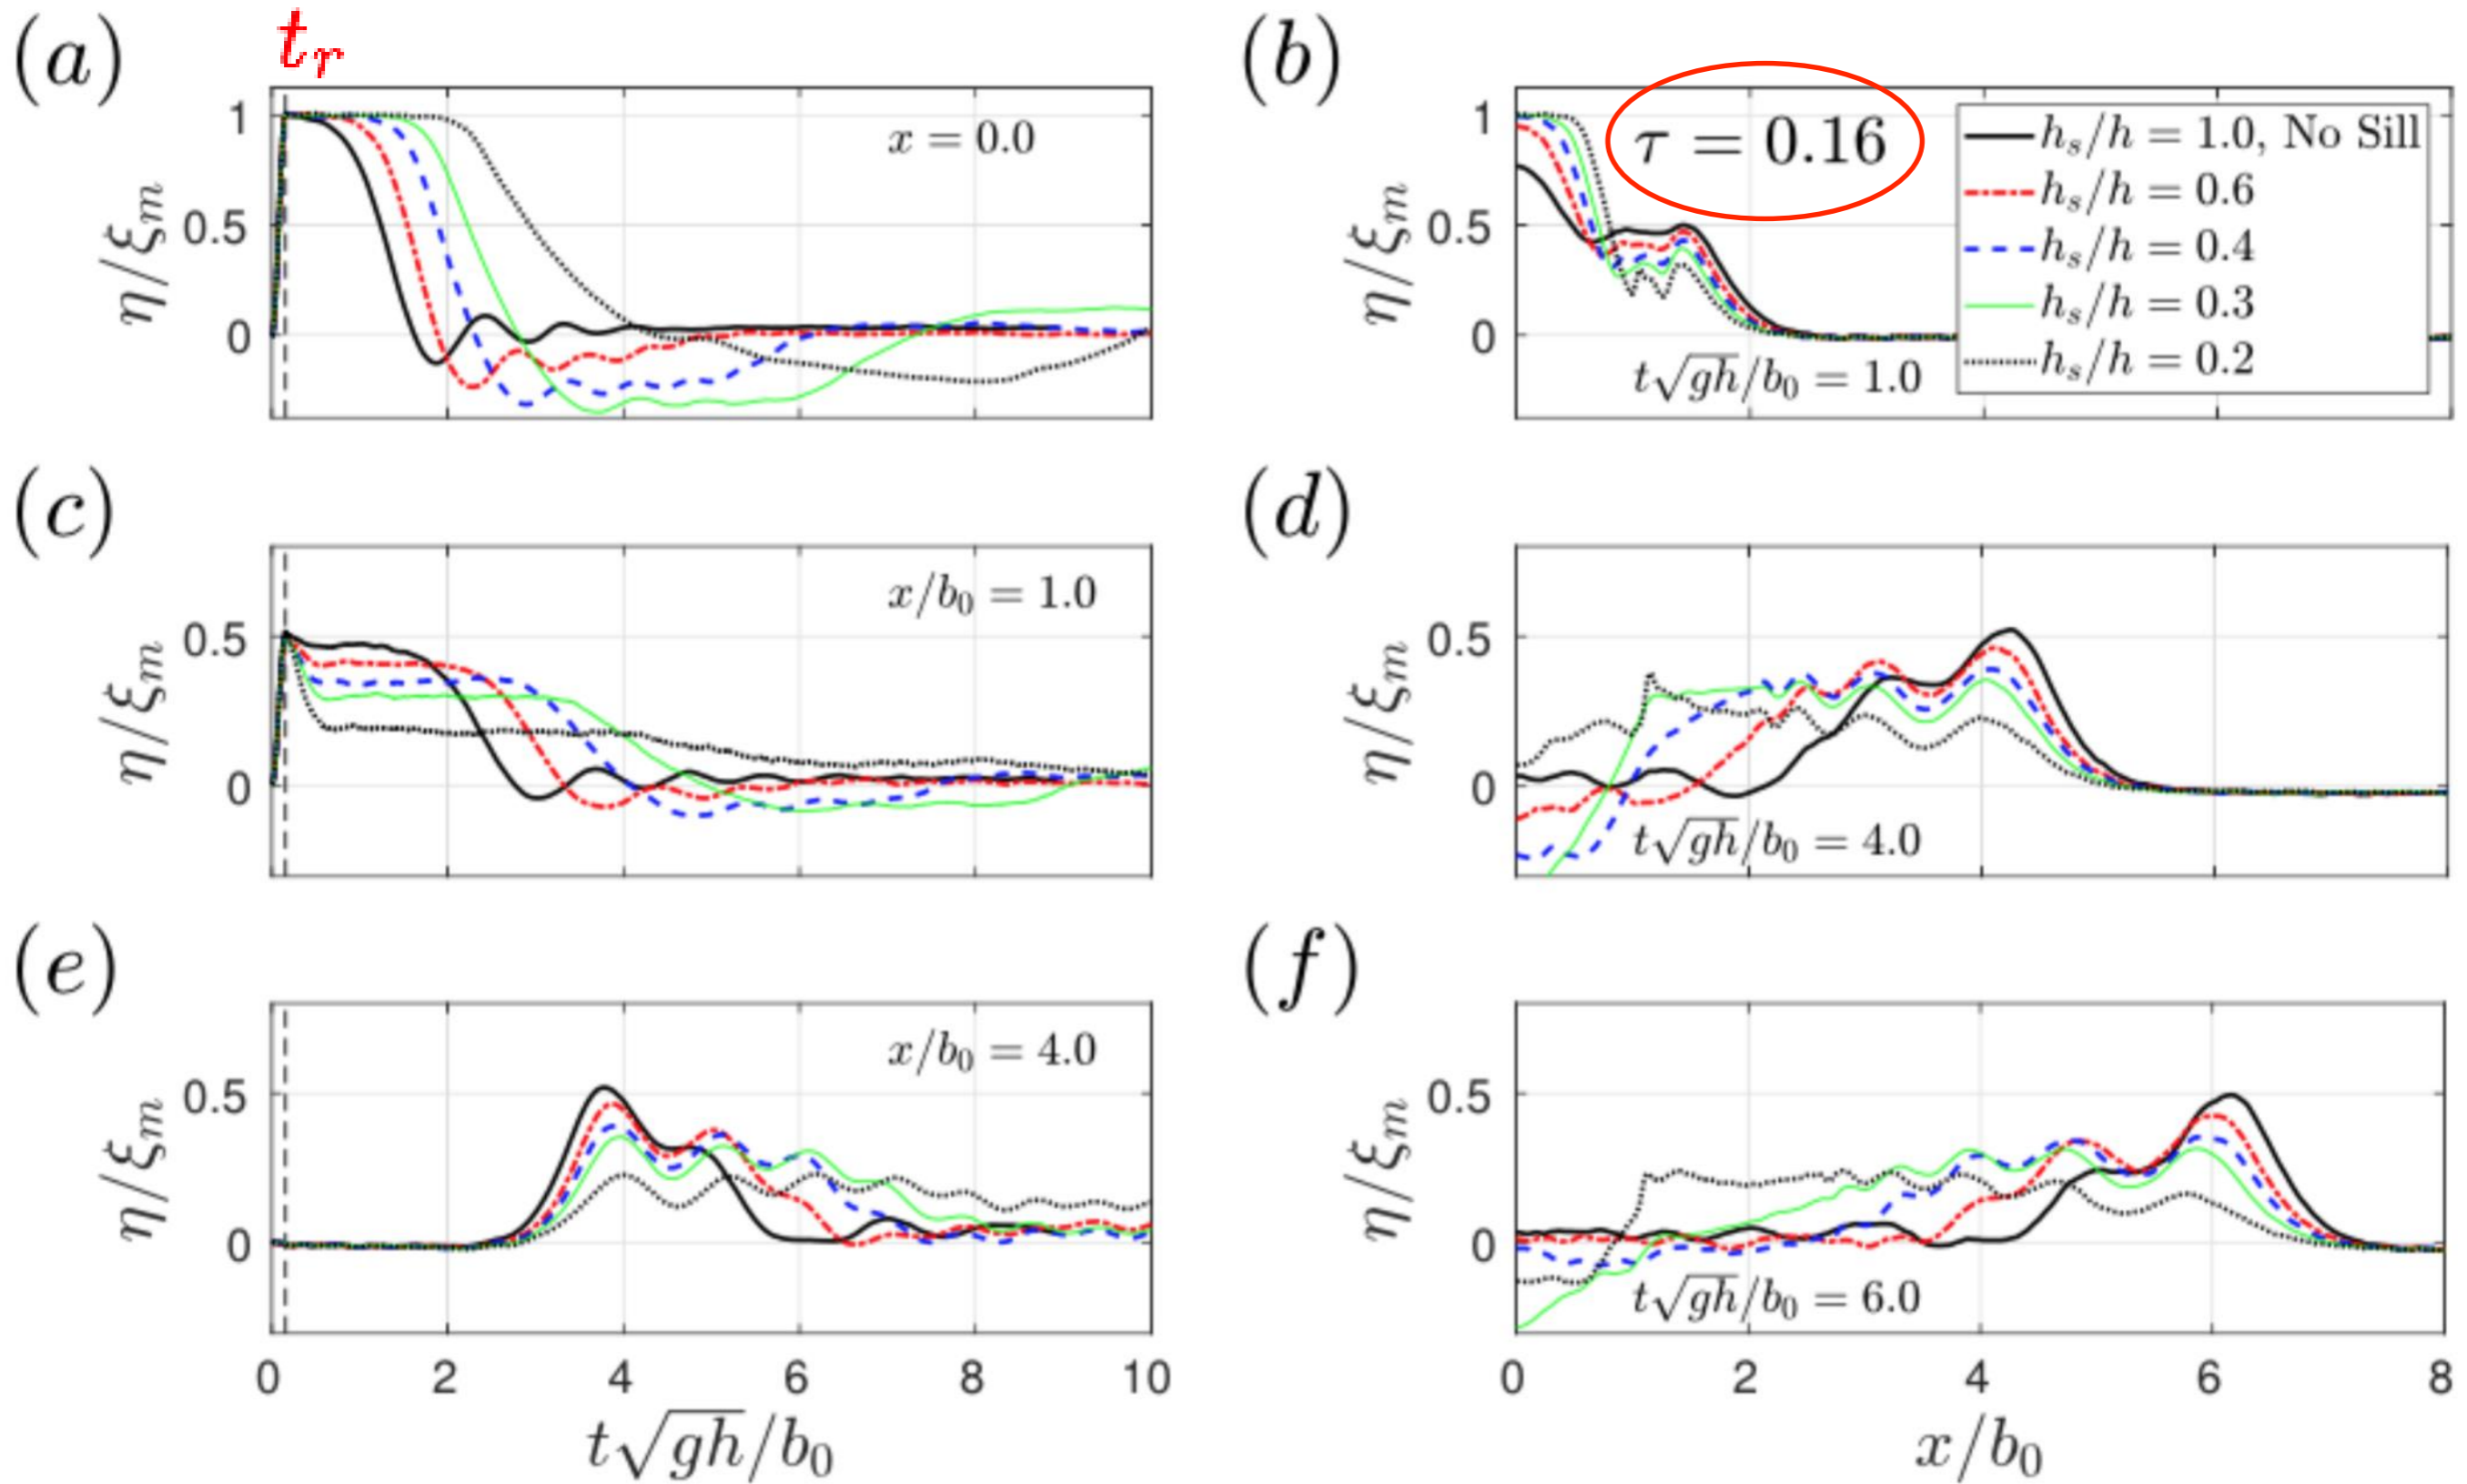 (a)
t_r
1
0.5
0
η/ξ_m
x = 0.0
(b)
1
0.5
0
η/ξ_m
τ = 0.16
t√gh/b_0 = 1.0
h_s/h = 1.0, No Sill
h_s/h = 0.6
h_s/h = 0.4
h_s/h = 0.3
h_s/h = 0.2
(c)
0.5
0
η/ξ_m
x/b_0 = 1.0
(d)
0.5
0
η/ξ_m
t√gh/b_0 = 4.0
(e)
0.5
0
η/ξ_m
x/b_0 = 4.0
0 2 4 6 8 10
t√gh/b_0
(f)
0.5
0
η/ξ_m
t√gh/b_0 = 6.0
0 2 4 6 8
x/b_0